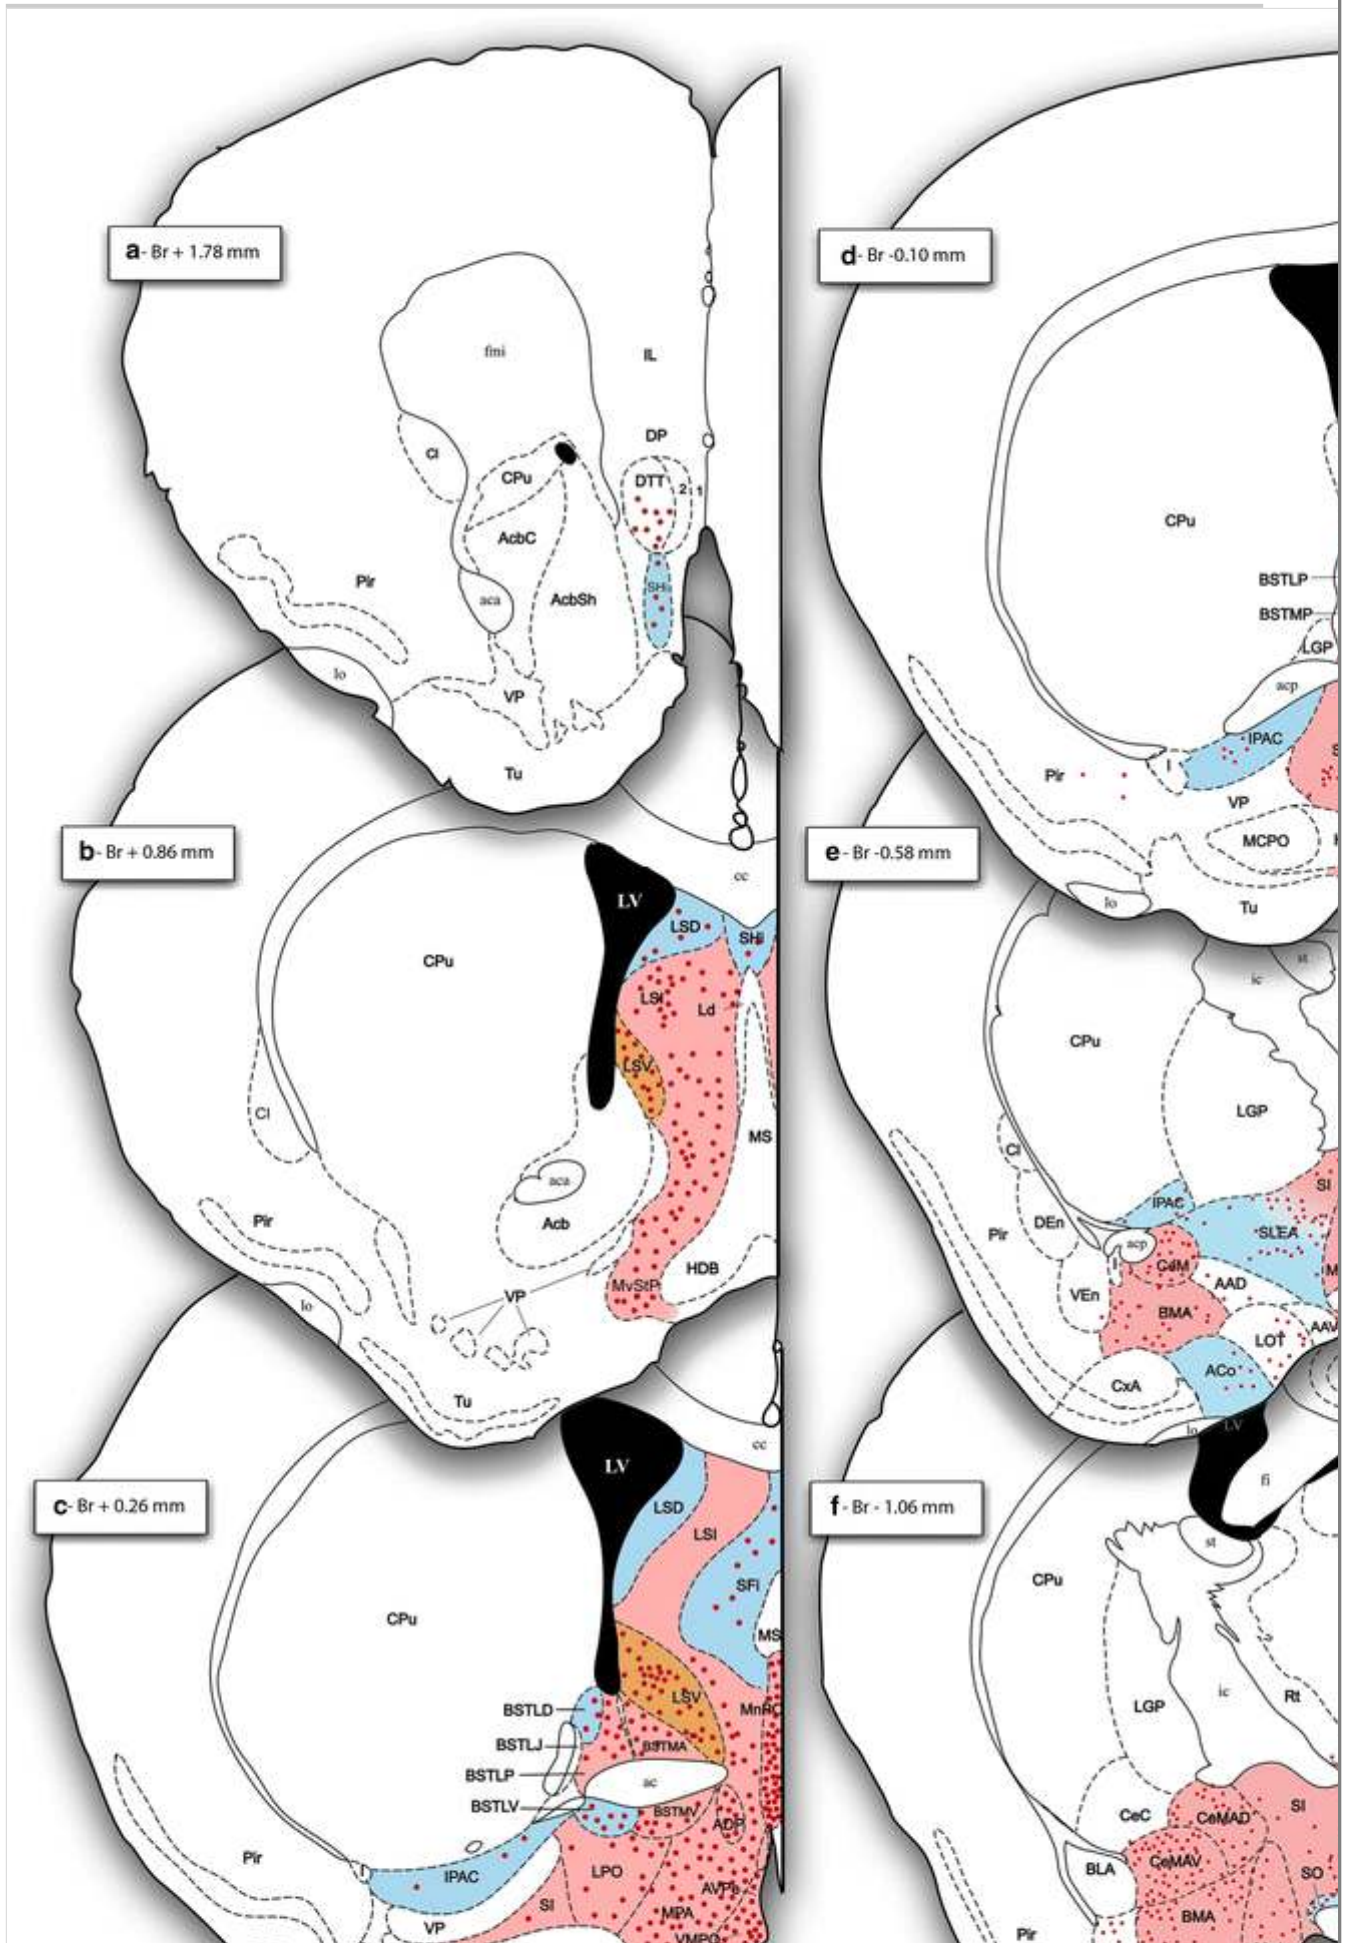 a- Br + 1.78 mm
fmi
IL
DP
Cl
CPu
DTT
2
1
AcbC
Pir
aca
AcbSh
SHi
lo
VP
Tu
b- Br + 0.86 mm
cc
LV
LSD
SHi
CPu
LSI
Ld
LSV
Cl
MS
aca
Pir
Acb
HDB
MvStP
VP
lo
Tu
c- Br + 0.26 mm
cc
LV
LSD
LSI
SFi
CPu
MS
LSV
BSTLD
BSTLJ
BSTMA
BSTLP
ac
BSTLV
BSTMV
ADP
Pir
I
IPAC
LPO
SI
MPA
VP
VMPO
d- Br -0.10 mm
CPu
BSTLP
BSTMP
LGP
acp
IPAC
Pir
I
VP
MCPO
lo
Tu
e- Br -0.58 mm
st
ic
CPu
LGP
Cl
SI
IPAC
DEn
Pir
SLEA
acp
I
CeM
AAD
VEn
BMA
LOT
AAV
ACo
CxA
lo
f- Br - 1.06 mm
LV
fi
st
CPu
ic
LGP
Rt
CeC
CeMAD
SI
BLA
CeMAV
SO
BMA
Pir